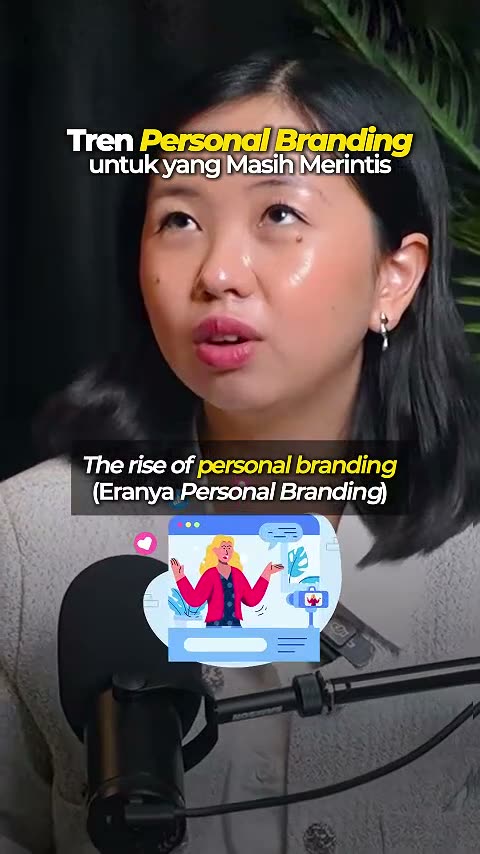 Tren Personal Branding
untuk yang Masih Merintis
The rise of personal branding
(Eranya Personal Branding)